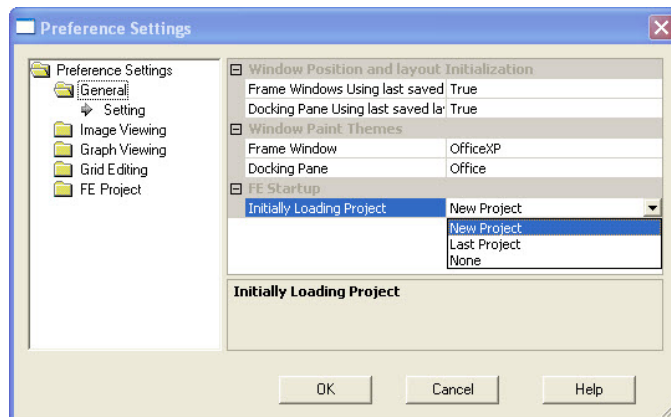 Preference Settings
Preference Settings
General
Setting
Image Viewing
Graph Viewing
Grid Editing
FE Project
Window Position and layout Initialization
Frame Windows Using last saved True
Docking Pane Using last saved la True
Window Paint Themes
Frame Window OfficeXP
Docking Pane Office
FE Startup
Initially Loading Project New Project
New Project
Last Project
None
Initially Loading Project
OK Cancel Help